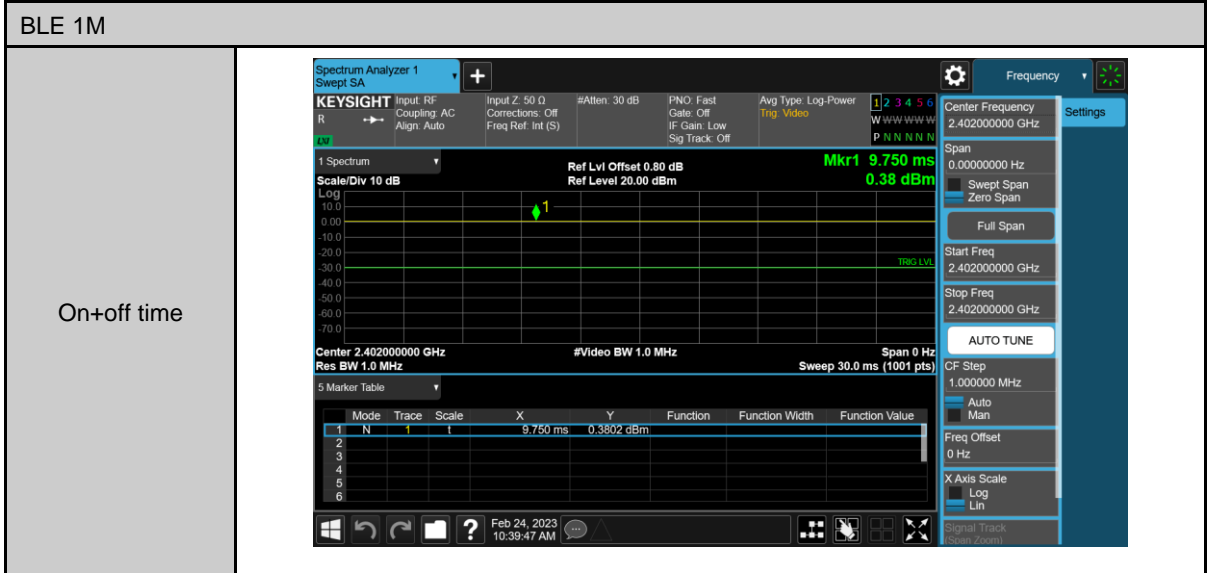 BLE 1M
On+off time
Spectrum Analyzer 1
Swept SA
+
Frequency
KEYSIGHT
R
LXI
Input: RF
Coupling: AC
Align: Auto
Input Z: 50 Ω
Corrections: Off
Freq Ref: Int (S)
#Atten: 30 dB
PNO: Fast
Gate: Off
IF Gain: Low
Sig Track: Off
Avg Type: Log-Power
Trig: Video
1 2 3 4 5 6
W W W W W W
P N N N N N
1 Spectrum
Scale/Div 10 dB
Ref Lvl Offset 0.80 dB
Ref Level 20.00 dBm
Mkr1 9.750 ms
0.38 dBm
Log
10.0
0.00
-10.0
-20.0
-30.0
-40.0
-50.0
-60.0
-70.0
1
TRIG LVL
Center 2.402000000 GHz
#Video BW 1.0 MHz
Span 0 Hz
Res BW 1.0 MHz
Sweep 30.0 ms (1001 pts)
5 Marker Table
Mode Trace Scale X Y Function Function Width Function Value
1 N 1 t 9.750 ms 0.3802 dBm
2
3
4
5
6
?
Feb 24, 2023
10:39:47 AM
Center Frequency
2.402000000 GHz
Settings
Span
0.00000000 Hz
Swept Span
Zero Span
Full Span
Start Freq
2.402000000 GHz
Stop Freq
2.402000000 GHz
AUTO TUNE
CF Step
1.000000 MHz
Auto
Man
Freq Offset
0 Hz
X Axis Scale
Log
Lin
Signal Track
(Span Zoom)